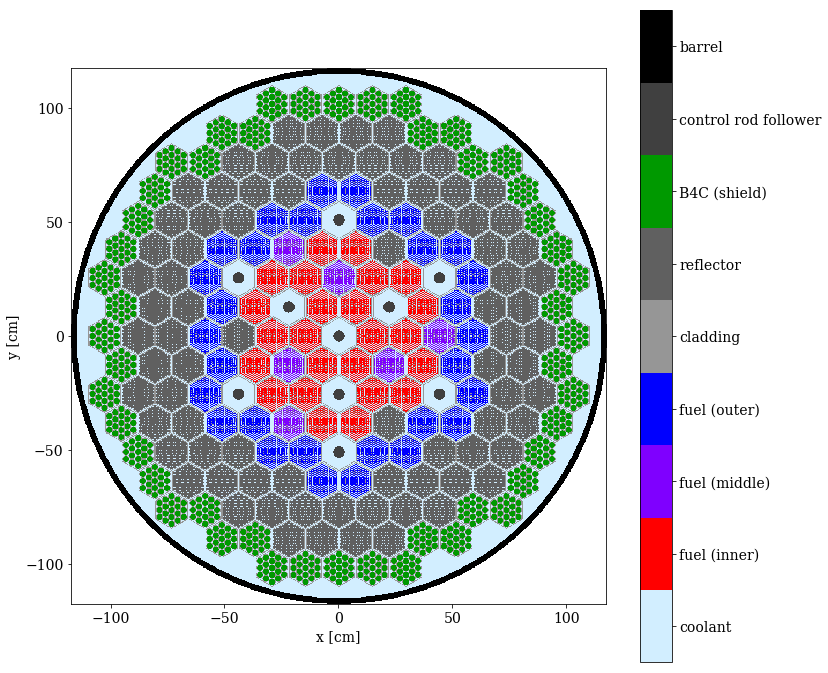 barrel
control rod follower
B4C (shield)
reflector
cladding
fuel (outer)
fuel (middle)
fuel (inner)
coolant
100
50
0
−50
−100
y [cm]
−100 −50 0 50 100
x [cm]